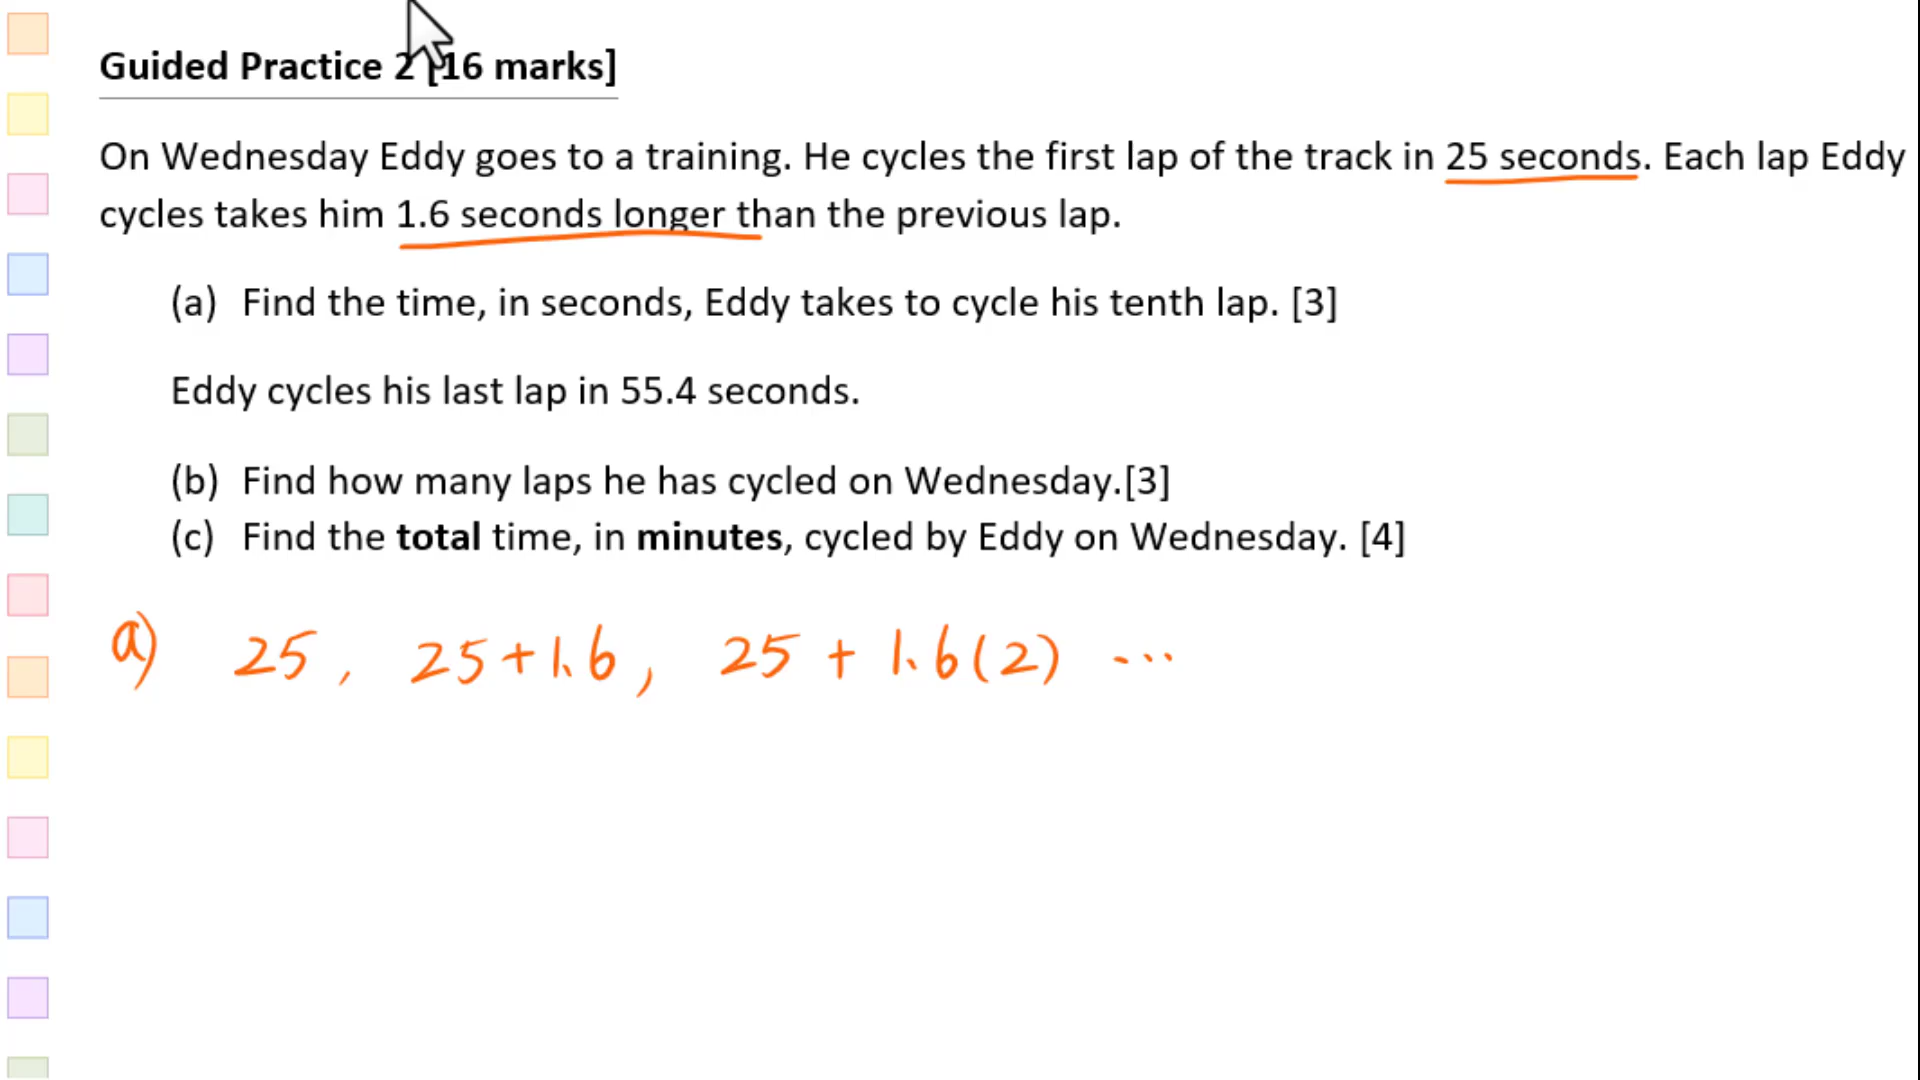 Guided Practice 2 [16 marks]
On Wednesday Eddy goes to a training. He cycles the first lap of the track in 25 seconds. Each lap Eddy
cycles takes him 1.6 seconds longer than the previous lap.
(a) Find the time, in seconds, Eddy takes to cycle his tenth lap. [3]
Eddy cycles his last lap in 55.4 seconds.
(b) Find how many laps he has cycled on Wednesday.[3]
(c) Find the total time, in minutes, cycled by Eddy on Wednesday. [4]
a) 25, 25+1.6, 25 + 1.6(2) ...